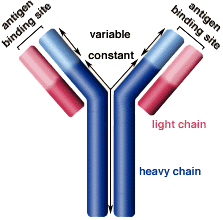 antigen
binding site
antigen
binding site
variable
constant
light chain
heavy chain